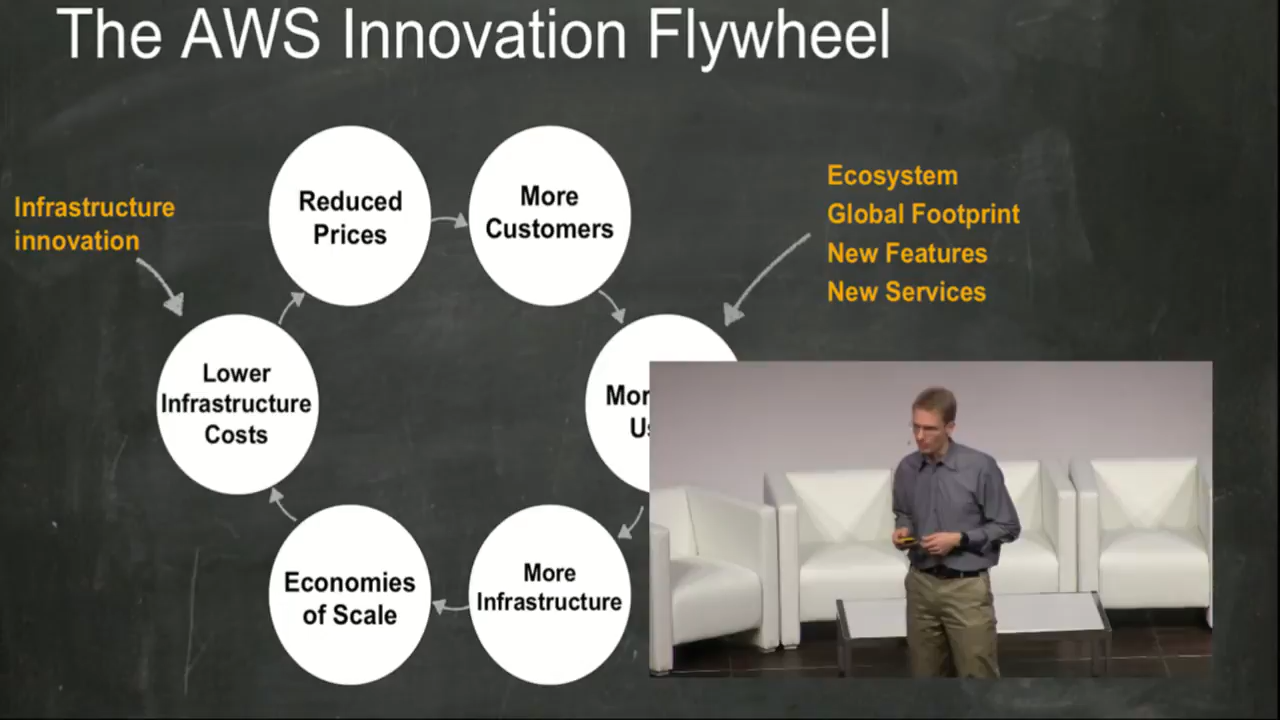 The AWS Innovation Flywheel
Infrastructure
innovation
Reduced
Prices
More
Customers
Ecosystem
Global Footprint
New Features
New Services
Lower
Infrastructure
Costs
Economies
of Scale
More
Infrastructure